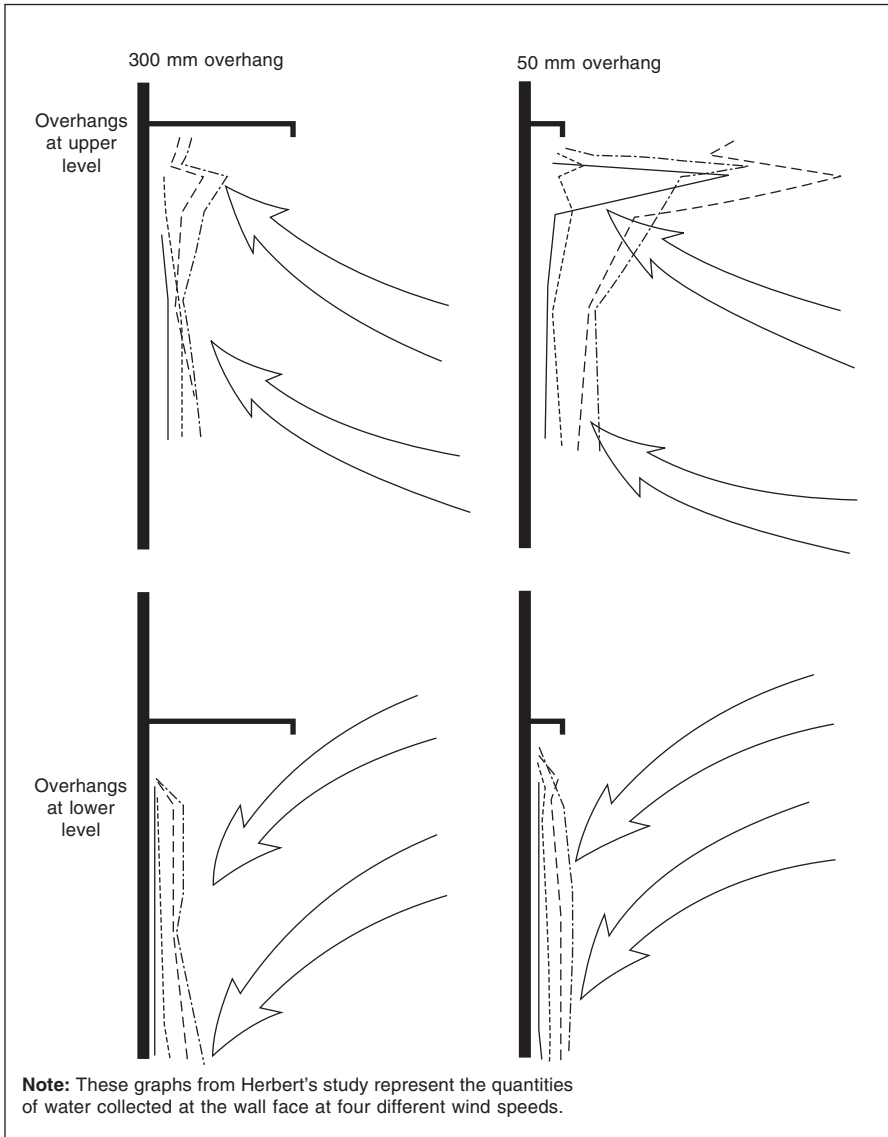 300 mm overhang
50 mm overhang
Overhangs
at upper
level
Overhangs
at lower
level
Note: These graphs from Herbert's study represent the quantities
of water collected at the wall face at four different wind speeds.